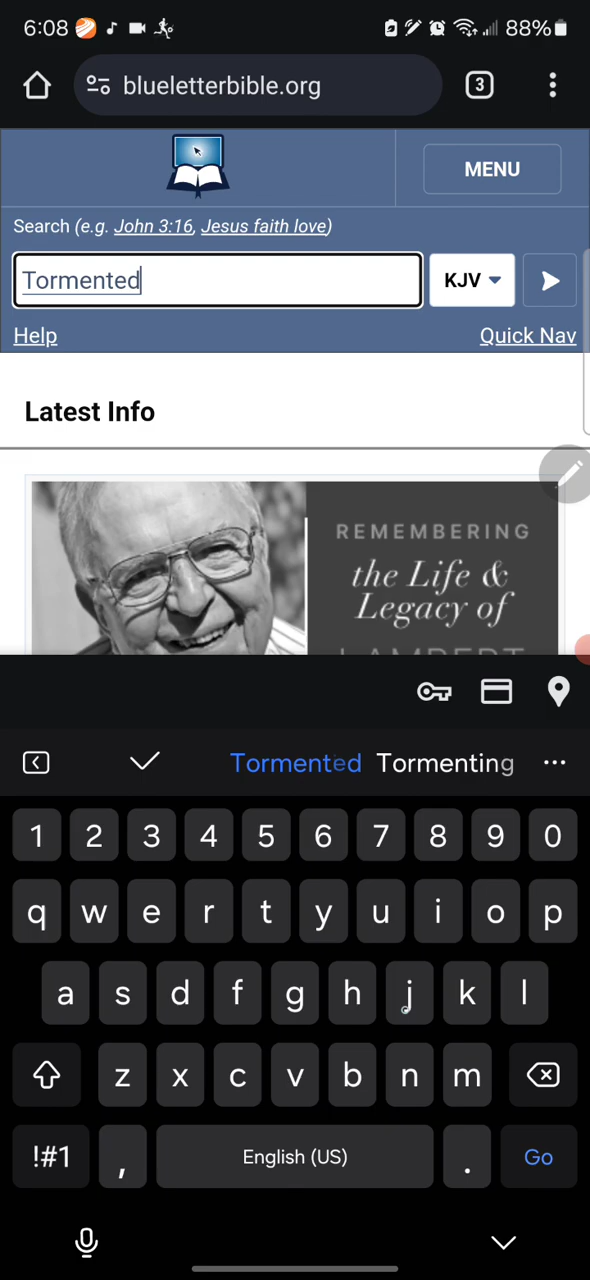 6:08 88%
blueletterbible.org 3
MENU
Search (e.g. John 3:16, Jesus faith love)
Tormented KJV
Help Quick Nav
Latest Info
REMEMBERING
the Life &
Legacy of
LAMBERT
Tormented Tormenting ...
1 2 3 4 5 6 7 8 9 0
q w e r t y u i o p
a s d f g h j k l
z x c v b n m
!#1 , English (US) . Go